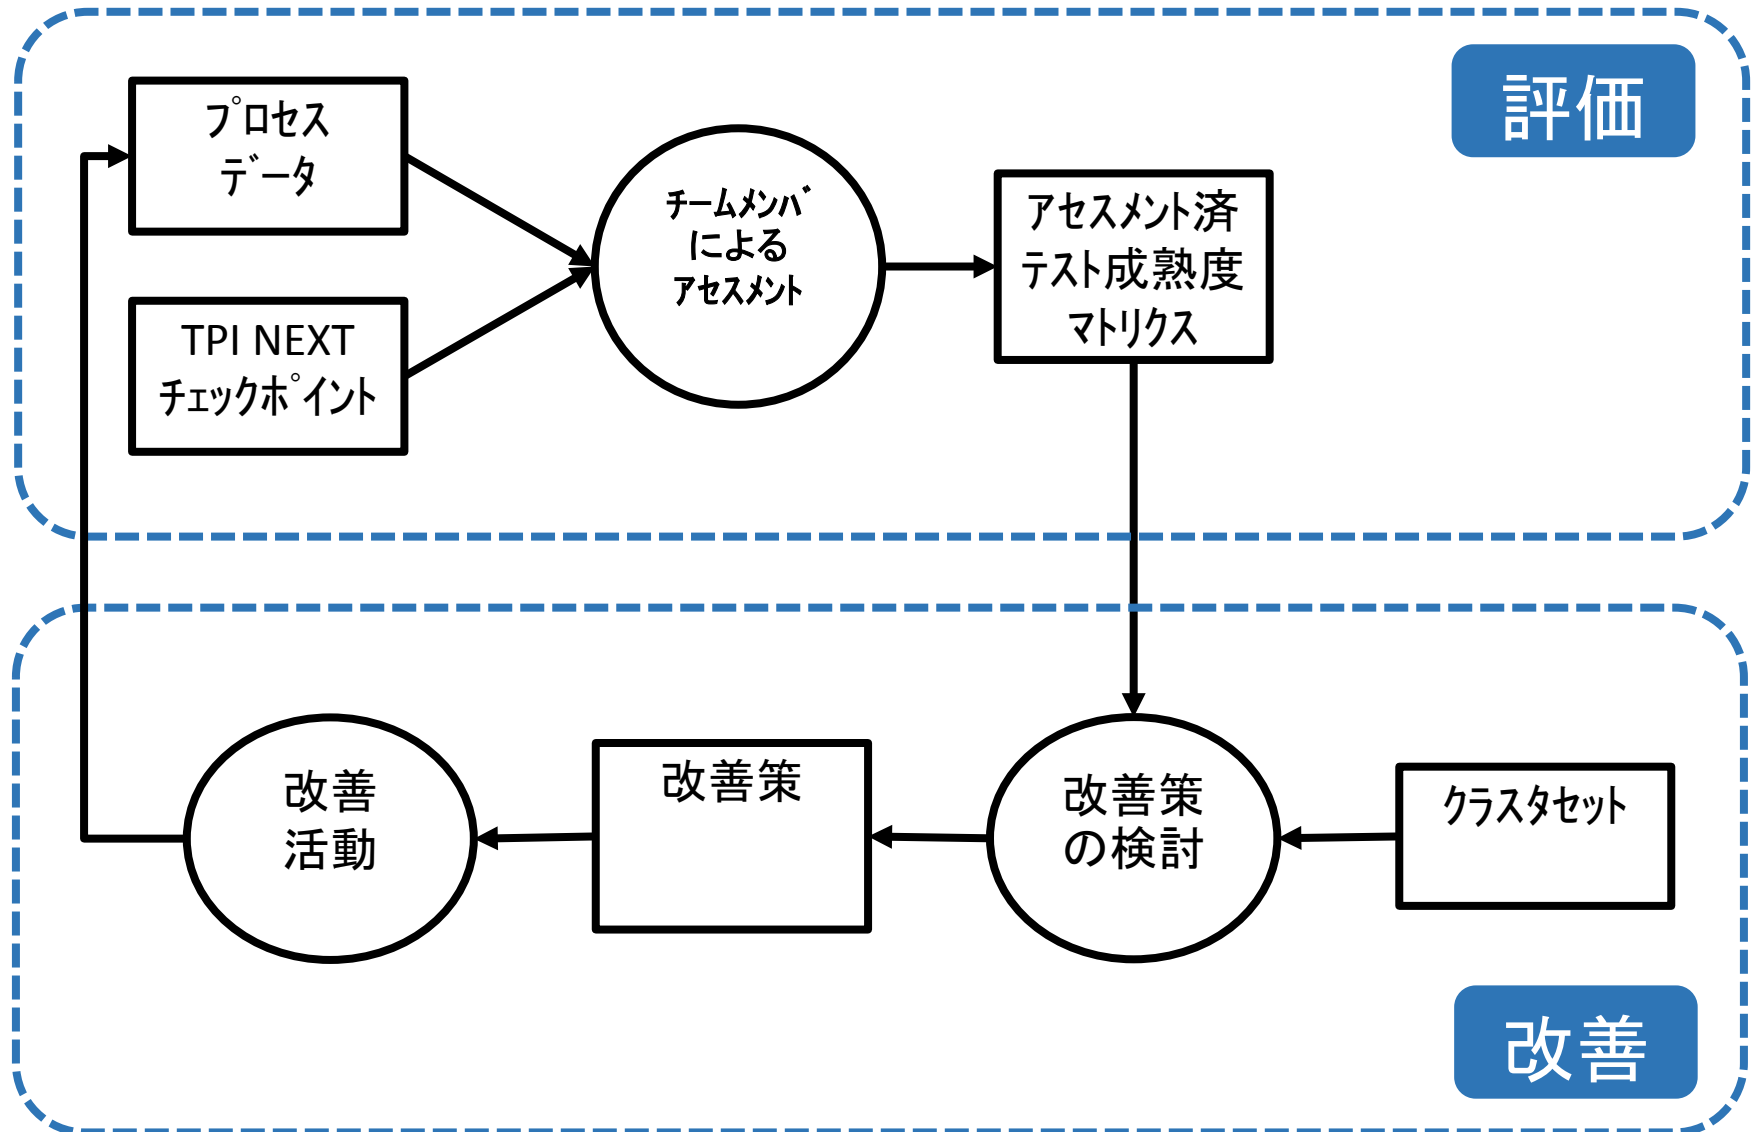 評価
ﾌﾟﾛｾｽ
ﾃﾞｰﾀ
TPI NEXT
ﾁｪｯｸﾎﾟｲﾝﾄ
ﾁｰﾑﾒﾝﾊﾞ
による
ｱｾｽﾒﾝﾄ
ｱｾｽﾒﾝﾄ済
ﾃｽﾄ成熟度
ﾏﾄﾘｸｽ
改善
活動
改善策
改善策
の検討
ｸﾗｽﾀｾｯﾄ
改善